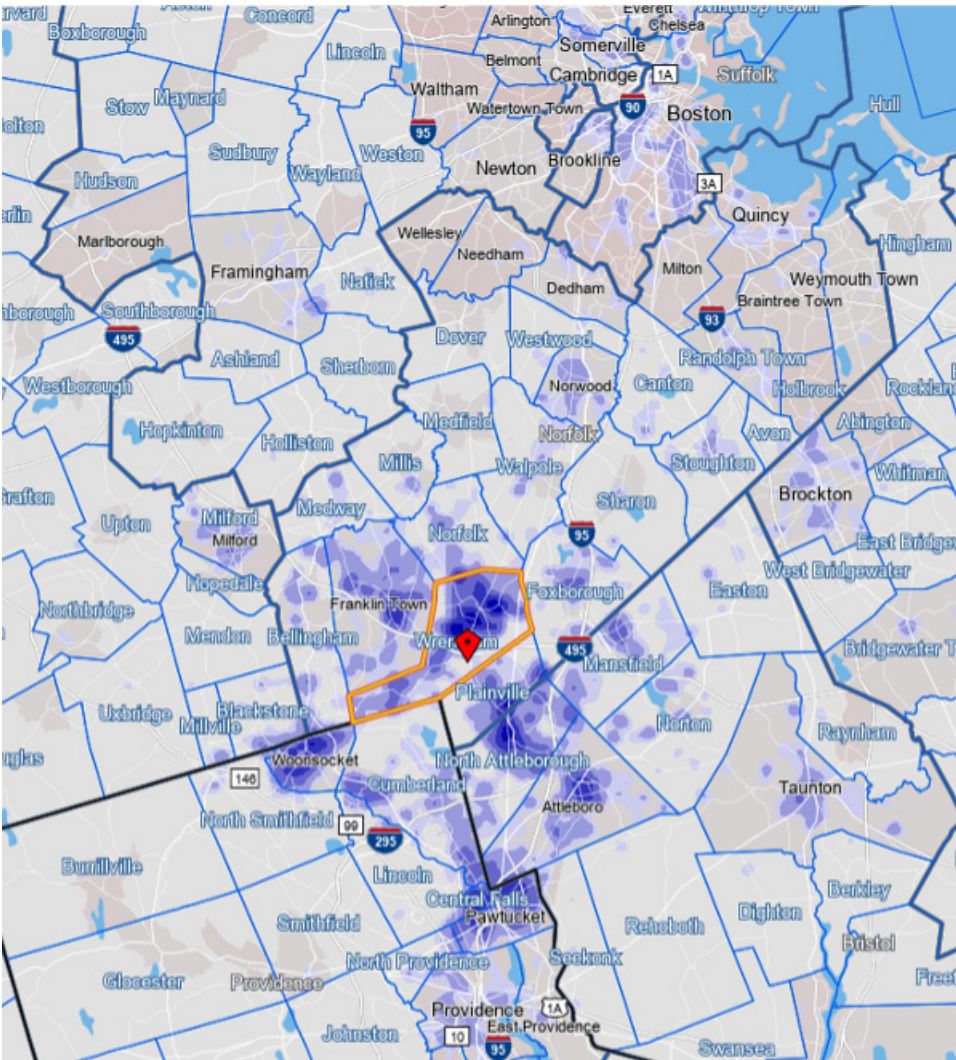 Everett
Winthrop Town
Acton
Concord
Arlington
Chelsea
Harvard
Boxborough
Lincoln
Somerville
Belmont
Cambridge
1A
Suffolk
Stow
Maynard
Waltham
Watertown Town
90
Boston
Hull
95
Sudbury
Weston
Wayland
Newton
Brookline
3A
Hudson
Quincy
Marlborough
Wellesley
Needham
Hingham
Framingham
Natick
Milton
Weymouth Town
Dedham
Braintree Town
Southborough
93
495
Dover
Westwood
Ashland
Sherborn
Randolph Town
Westborough
Norwood
Canton
Holbrook
Hopkinton
Holliston
Medfield
Norfolk
Avon
Abington
Millis
Walpole
Stoughton
Whitman
Grafton
Medway
Sharon
Brockton
Upton
Milford
Milford
Norfolk
95
Hopedale
Foxborough
West Bridgewater
Easton
Northbridge
Franklin Town
Mendon
Bellingham
Wrentham
495
Mansfield
Plainville
Uxbridge
Blackstone
Millville
Norton
Raynham
Woonsocket
North Attleborough
146
Cumberland
Taunton
North Smithfield
99
Attleboro
295
Burrillville
Lincoln
Central Falls
Berkley
Smithfield
Pawtucket
Rehoboth
Dighton
Bristol
North Providence
Seekonk
Glocester
Providence
Providence
1A
East Providence
Johnston
10
95
Swansea